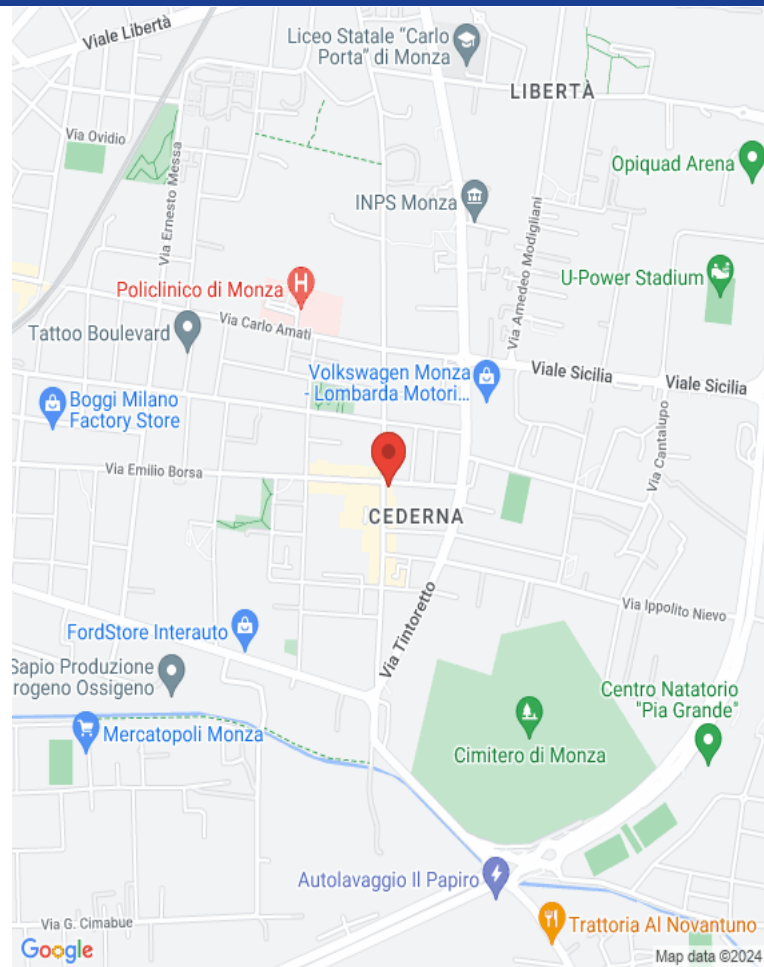 Viale Libertà
Liceo Statale “Carlo
Porta” di Monza
LIBERTÀ
Via Ovidio
Opiquad Arena
Via Ernesto Messa
INPS Monza
Via Amedeo Modigliani
U-Power Stadium
Policlinico di Monza
H
Via Carlo Amati
Tattoo Boulevard
Volkswagen Monza
- Lombarda Motori...
Viale Sicilia
Viale Sicilia
Boggi Milano
Factory Store
Via Cantalupo
Via Emilio Borsa
CEDERNA
Via Tintoretto
Via Ippolito Nievo
FordStore Interauto
Sapio Produzione
rogeno Ossigeno
Centro Natatorio
"Pia Grande"
Mercatopoli Monza
Cimitero di Monza
Autolavaggio Il Papiro
Trattoria Al Novantuno
Via G. Cimabue
Google
Map data ©2024